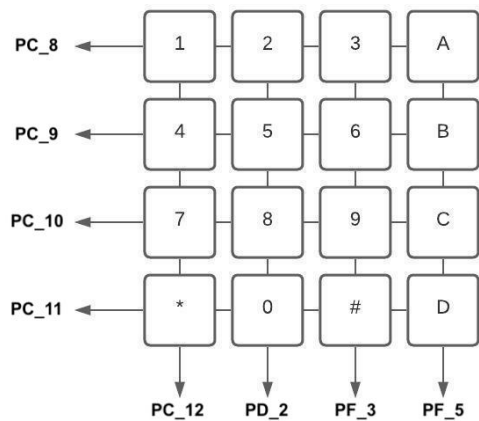 PC_8 1 2 3 A
PC_9 4 5 6 B
PC_10 7 8 9 C
PC_11 * 0 # D
PC_12 PD_2 PF_3 PF_5